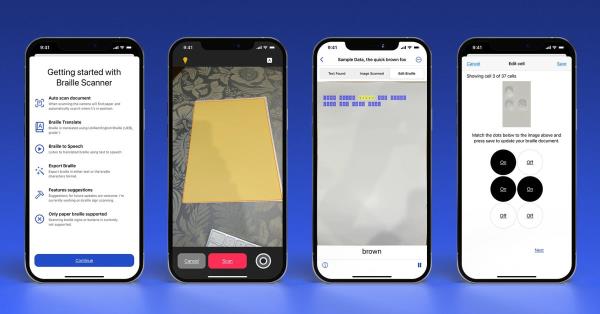 9:41
Getting started with
Braille Scanner
Auto scan document
When scanning the camera will find paper and
automatically scan when it's in position.
Braille Translate
Braille is translated using Unified English Braille (UEB),
grade 1
Braille to Speech
Listen to translated braille using text to speech.
Export Braille
Export braille in either text or the braille
characters format.
Features suggestions
Suggestions for future updates are welcome. I'm
currently working on braille sign scanning.
Only paper braille supported
Scanning braille signs or buttons is currently
not supported.
Continue
9:41
A
Cancel
Scan
9:41
Sample Data, the quick brown fox
Text Found
Image Scanned
Edit Braille
brown
9:41
Cancel
Edit cell
Save
Showing cell 3 of 37 cells
Match the dots below to the image above and
press save to update your braille document.
On
Off
On
On
Off
Off
Next